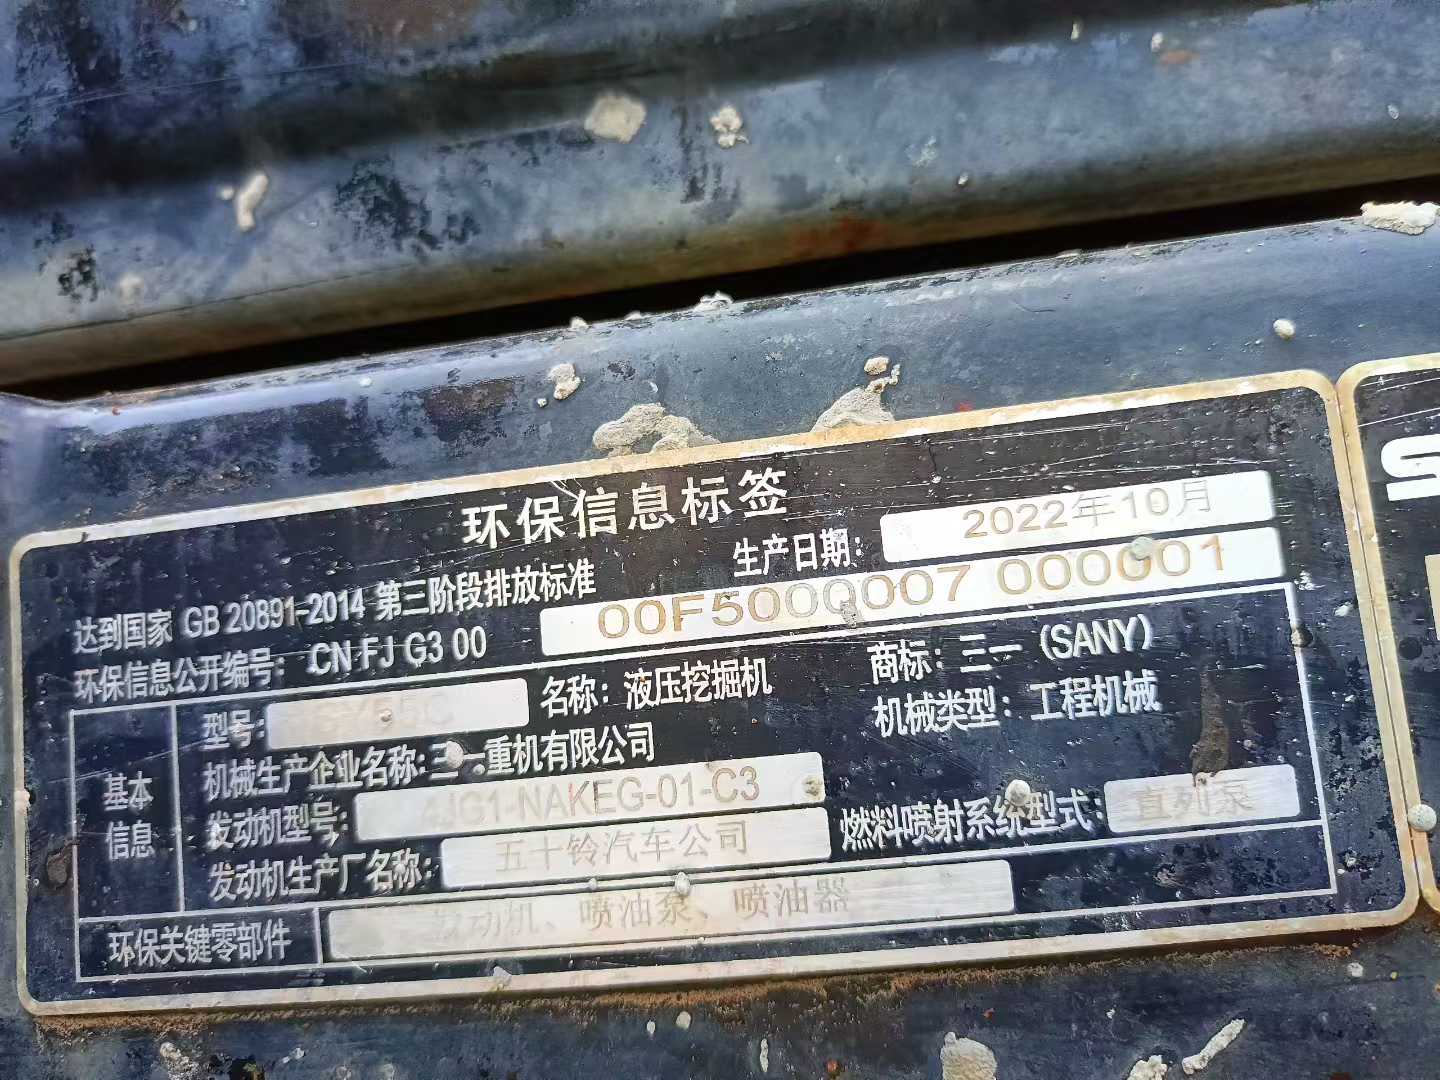 环保信息标签
达到国家 GB 20891-2014 第三阶段排放标准 生产日期: 2022年10月
环保信息公开编号: CN FJ G3 00 00F5000007 000001
基本信息
型号: 名称: 液压挖掘机 商标: 三一 (SANY)
机械生产企业名称: 三一重机有限公司 机械类型: 工程机械
发动机型号: 4JG1-NAKEG-01-C3
发动机生产厂名称: 五十铃汽车公司 燃料喷射系统型式: 直列泵
环保关键零部件 发动机、喷油泵、喷油器
S